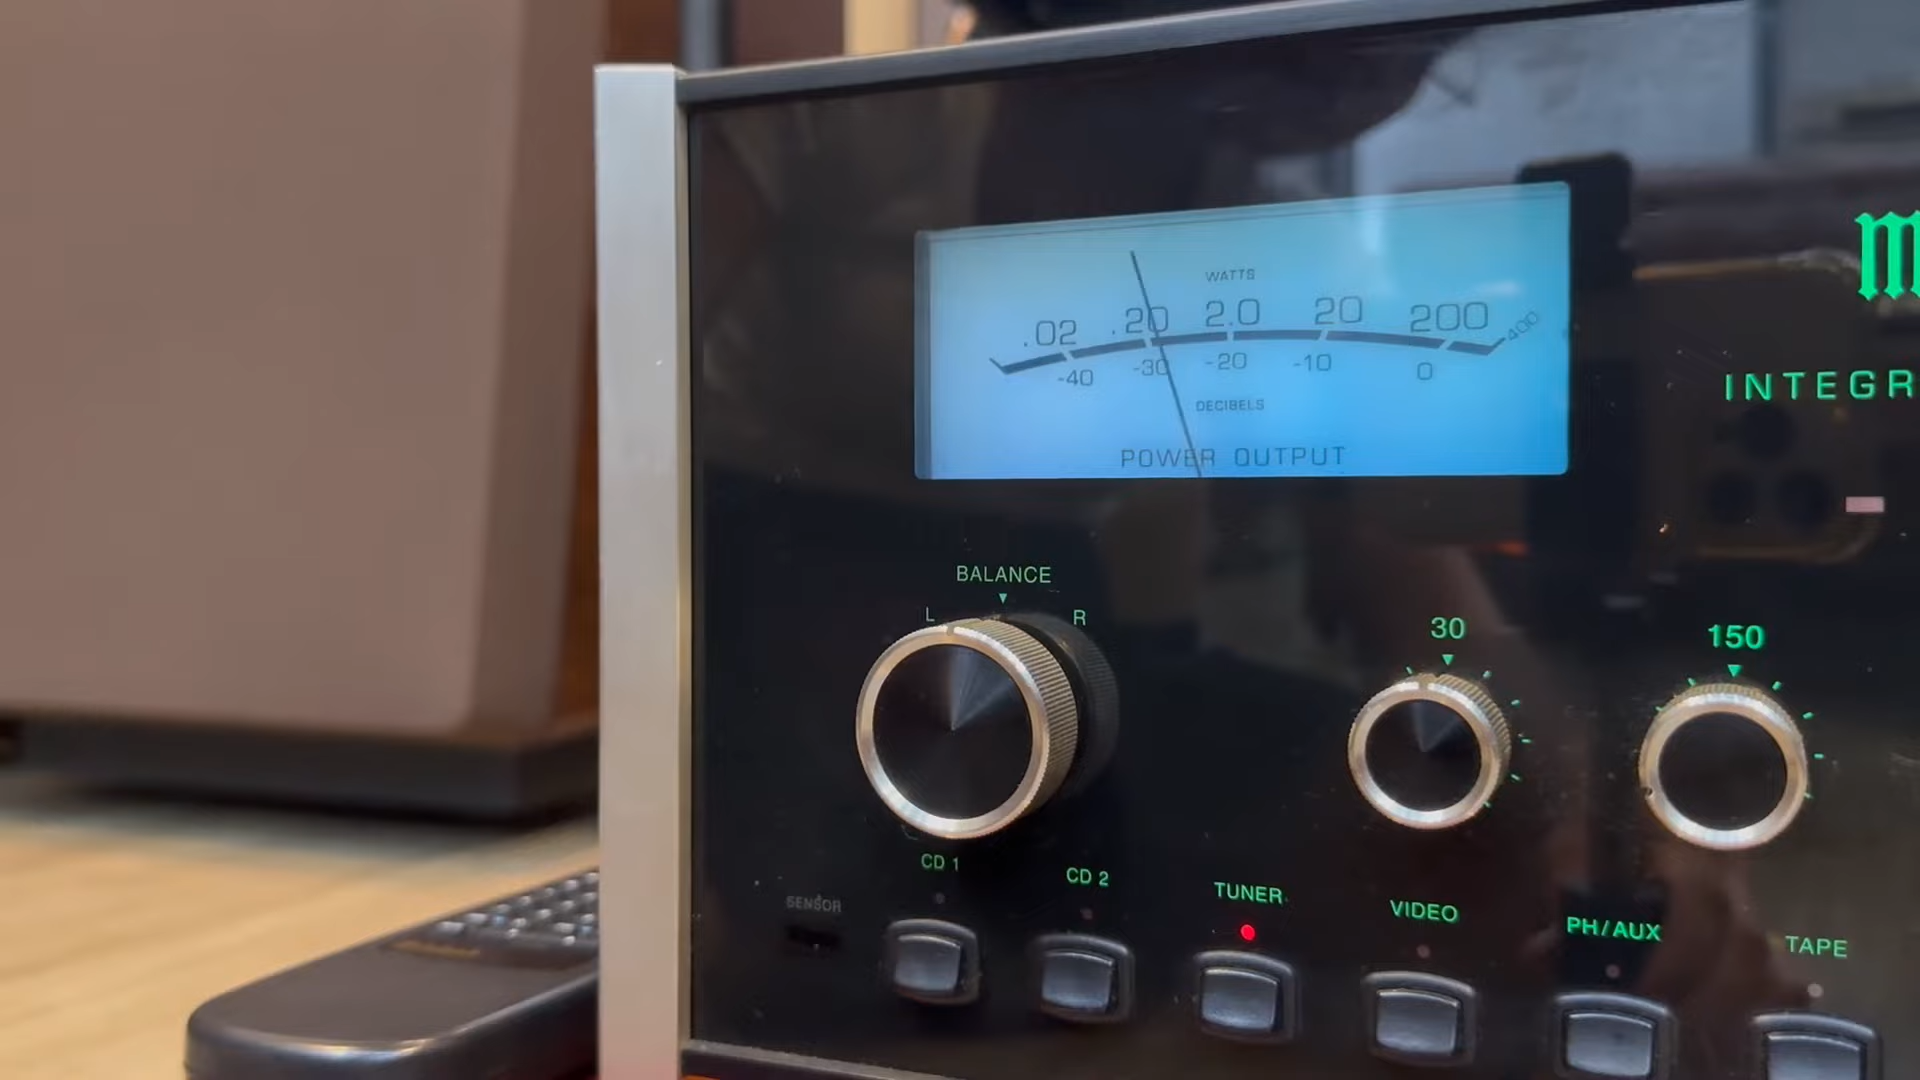 WATTS
.02 .20 2.0 20 200 400
-40 -30 -20 -10 0
DECIBELS
POWER OUTPUT
INTEGR
BALANCE
L R
30 150
CD 1 CD 2 TUNER VIDEO PH/AUX TAPE
SENSOR